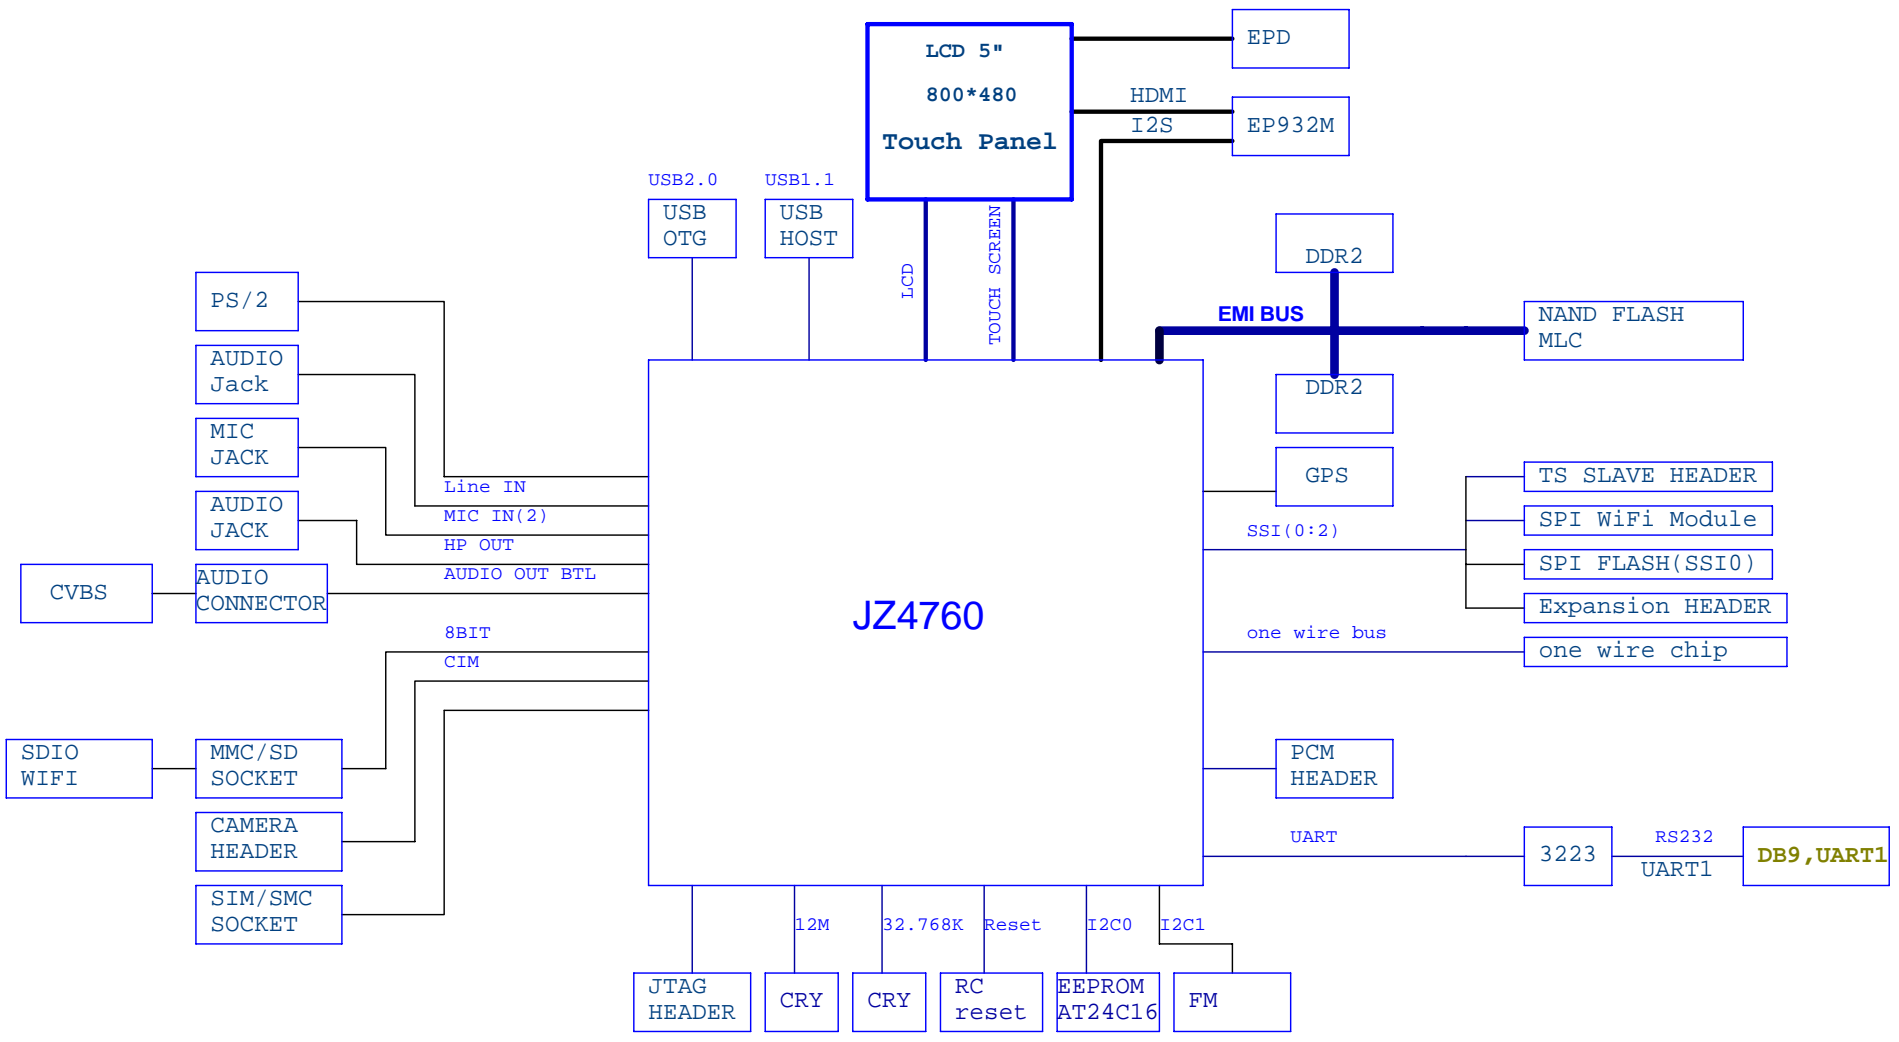 EPD
LCD 5"
800*480
Touch Panel
HDMI
I2S
EP932M
USB2.0
USB OTG
USB1.1
USB HOST
LCD
TOUCH SCREEN
DDR2
EMI BUS
NAND FLASH
MLC
DDR2
PS/2
AUDIO
Jack
MIC
JACK
AUDIO
JACK
CVBS
AUDIO
CONNECTOR
Line IN
MIC IN(2)
HP OUT
AUDIO OUT BTL
8BIT
CIM
JZ4760
GPS
SSI(0:2)
TS SLAVE HEADER
SPI WiFi Module
SPI FLASH(SSI0)
Expansion HEADER
one wire bus
one wire chip
SDIO
WIFI
MMC/SD
SOCKET
CAMERA
HEADER
SIM/SMC
SOCKET
PCM
HEADER
UART
3223
RS232
UART1
DB9,UART1
12M
32.768K
Reset
I2C0
I2C1
JTAG
HEADER
CRY
CRY
RC
reset
EEPROM
AT24C16
FM